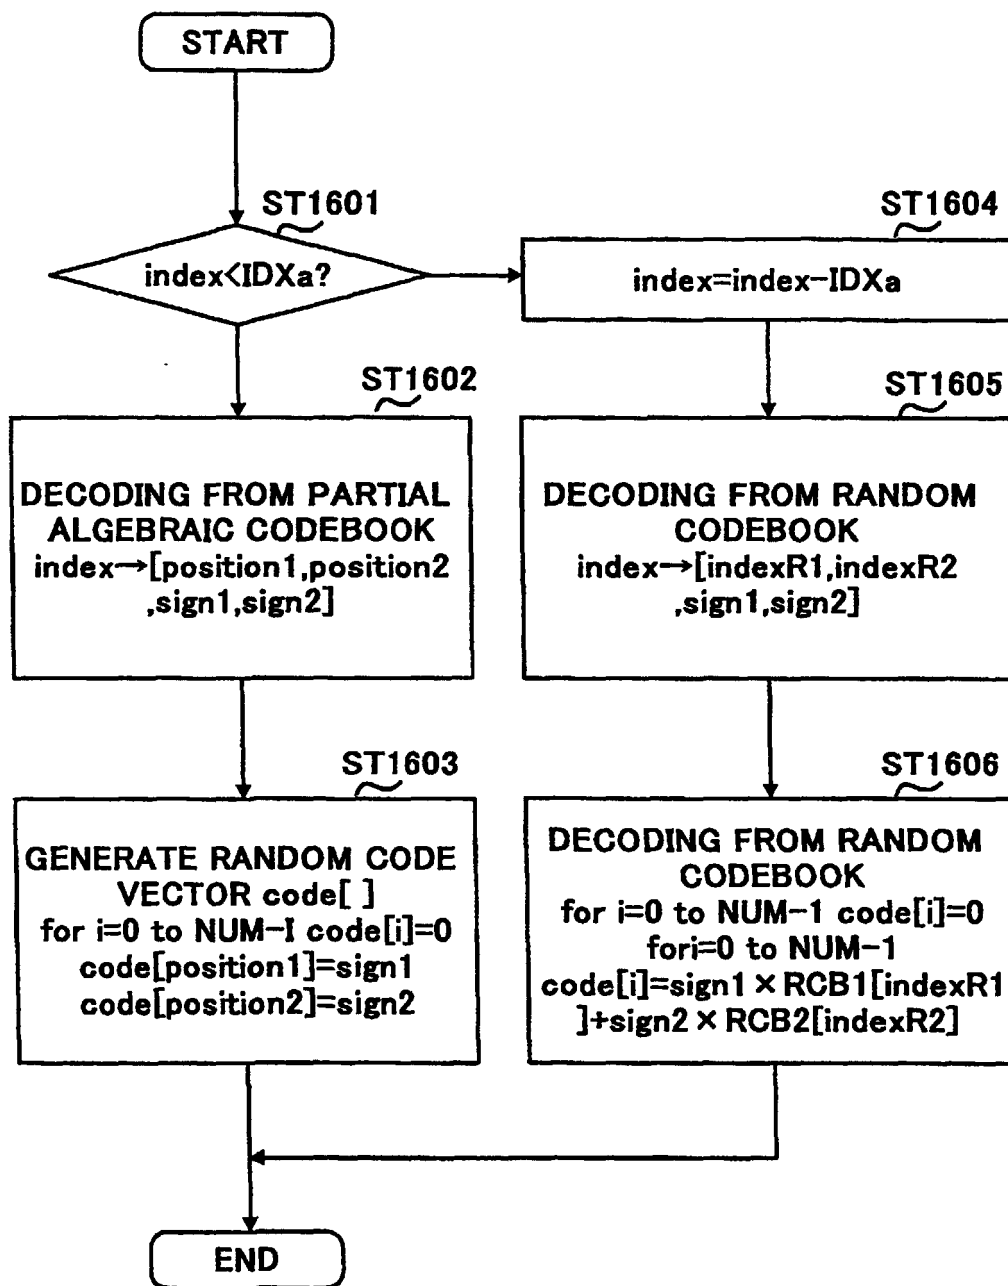 START
ST1601
index<IDXa?
ST1604
index=index-IDXa
ST1602
DECODING FROM PARTIAL
ALGEBRAIC CODEBOOK
index→[position1,position2
,sign1,sign2]
ST1605
DECODING FROM RANDOM
CODEBOOK
index→[indexR1,indexR2
,sign1,sign2]
ST1603
GENERATE RANDOM CODE
VECTOR code[ ]
for i=0 to NUM-I code[i]=0
code[position1]=sign1
code[position2]=sign2
ST1606
DECODING FROM RANDOM
CODEBOOK
for i=0 to NUM-1 code[i]=0
fori=0 to NUM-1
code[i]=sign1×RCB1[indexR1
]+sign2×RCB2[indexR2]
END